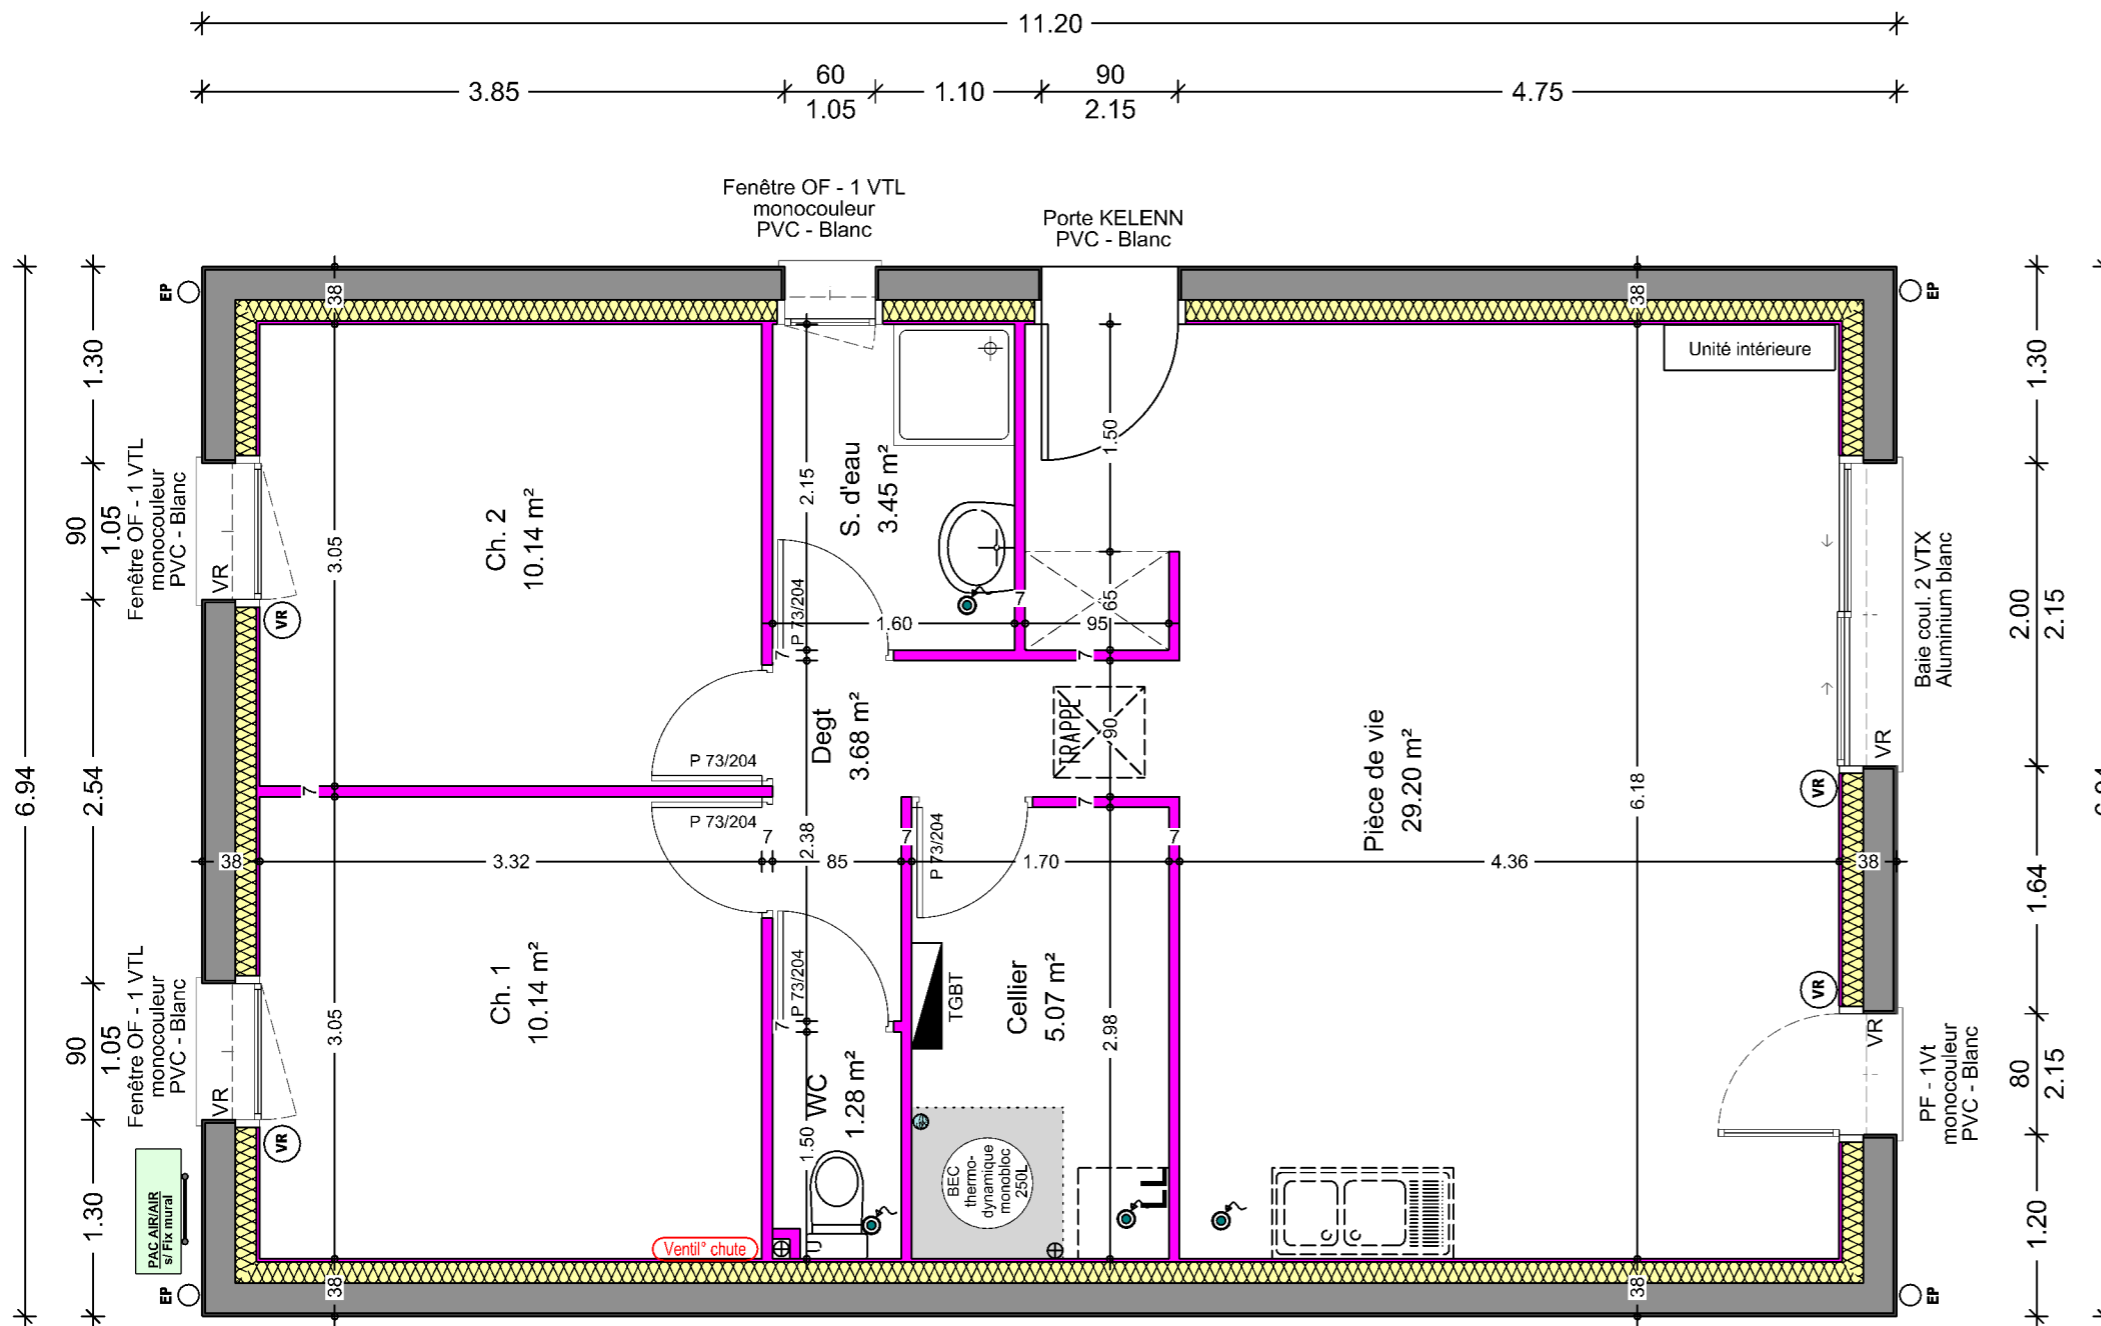 11.20
3.85
60
1.05
1.10
90
2.15
4.75
Fenêtre OF - 1 VTL
monocouleur
PVC - Blanc
Porte KELENN
PVC - Blanc
EP
EP
38
38
Unité intérieure
6.94
1.30
90
1.05
2.54
90
1.05
1.30
Fenêtre OF - 1 VTL
monocouleur
PVC - Blanc
VR
VR
3.05
Ch. 2
10.14 m²
S. d'eau
3.45 m²
2.15
P 73/204
1.50
65
7
1.60
95
7
7
Degt
3.68 m²
TRAPPE
90
P 73/204
7
P 73/204
7
2.38
7
7
P 73/204
7
38
3.32
85
1.70
4.36
38
Pièce de vie
29.20 m²
6.18
VR
VR
Baie coul. 2 VTX
Aluminium blanc
1.30
2.00
2.15
1.64
80
2.15
1.20
Fenêtre OF - 1 VTL
monocouleur
PVC - Blanc
VR
VR
3.05
Ch. 1
10.14 m²
P 73/204
7
WC
1.28 m²
1.50
TGBT
Cellier
5.07 m²
2.98
BEC
thermo-
dynamique
monobloc
250L
LL
VR
VR
PF - 1Vt
monocouleur
PVC - Blanc
PAC AIR/AIR
s/ Fix mural
Ventil° chute
EP
EP
38
38